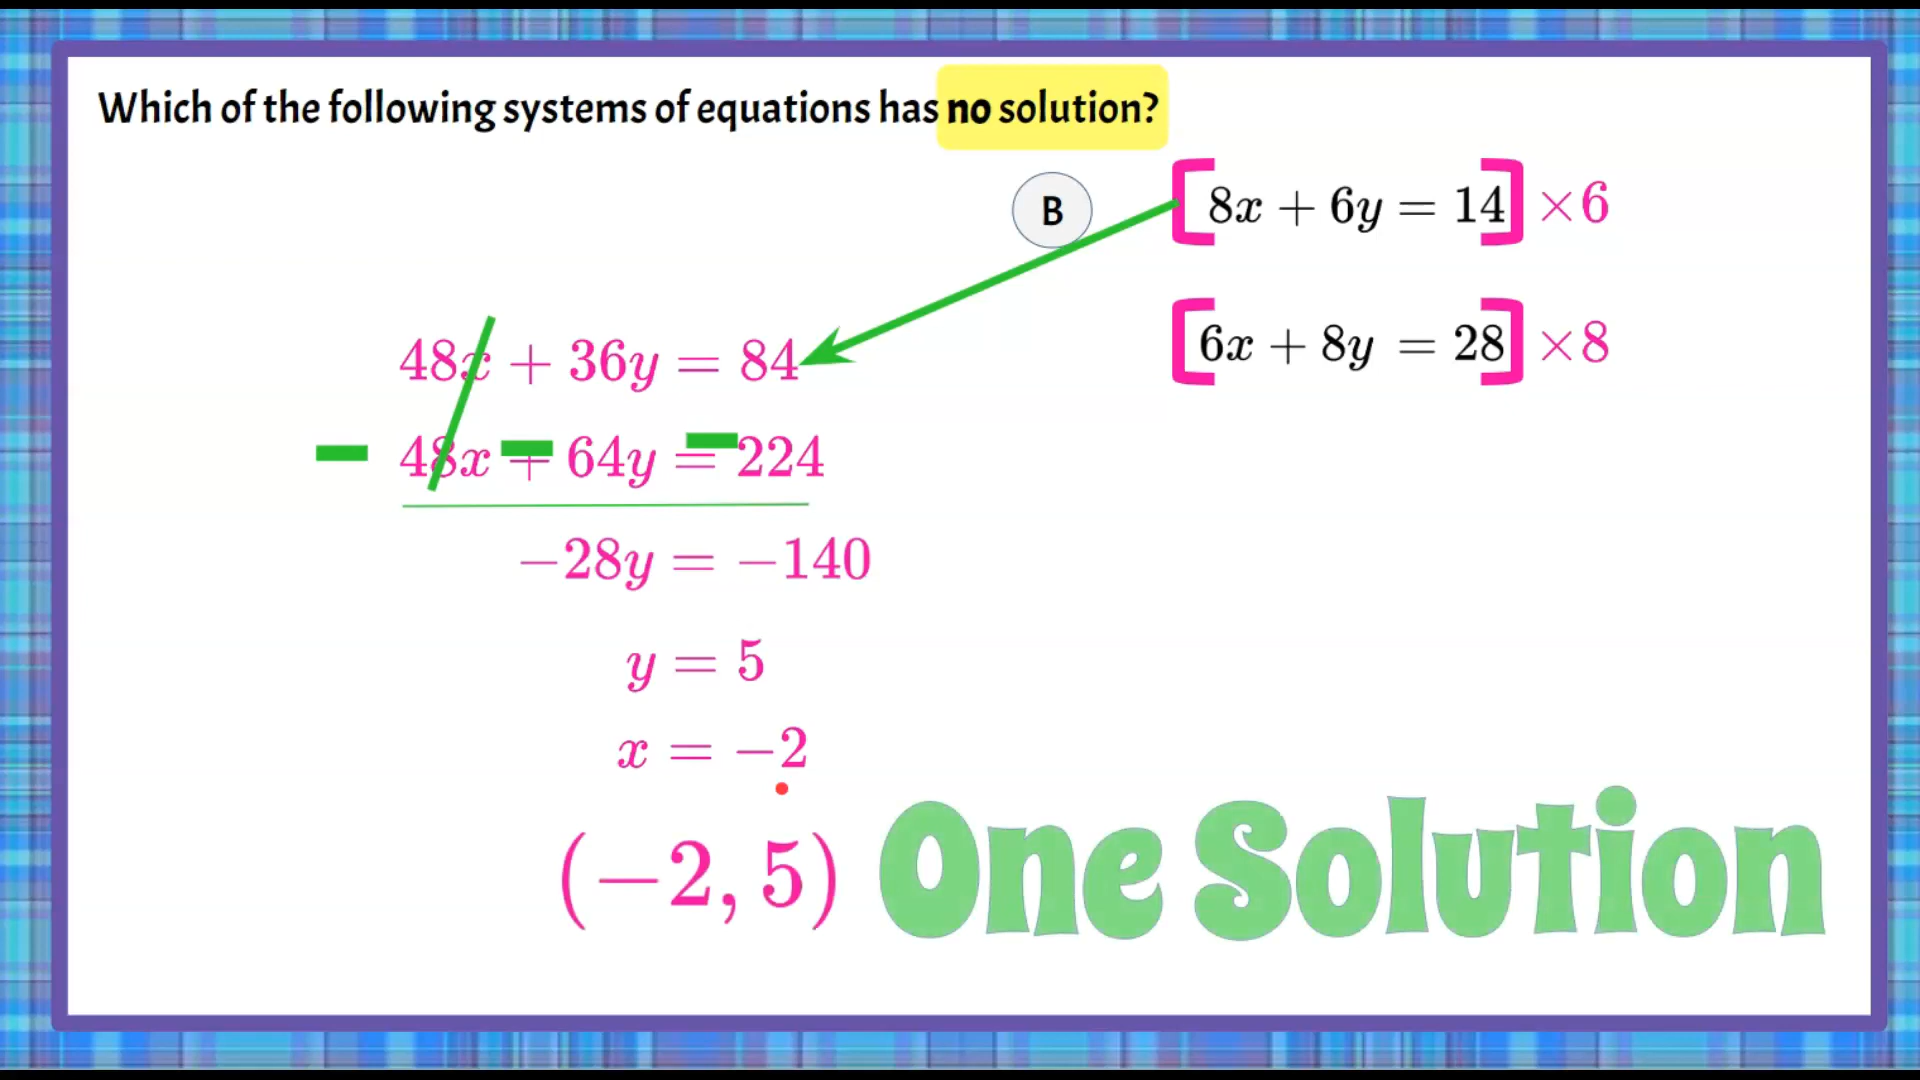 Which of the following systems of equations has no solution?
B
[8x + 6y = 14] ×6
[6x + 8y = 28] ×8
48x + 36y = 84
− 48x + 64y = 224
−28y = −140
y = 5
x = −2
(−2, 5)
One Solution